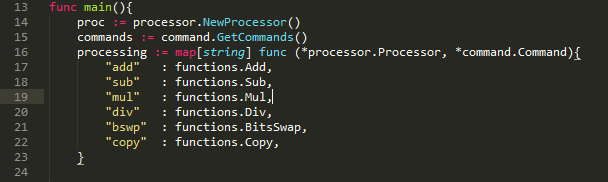 13 func main(){
14 proc := processor.NewProcessor()
15 commands := command.GetCommands()
16 processing := map[string] func (*processor.Processor, *command.Command){
17 "add" : functions.Add,
18 "sub" : functions.Sub,
19 "mul" : functions.Mul,
20 "div" : functions.Div,
21 "bswp" : functions.BitsSwap,
22 "copy" : functions.Copy,
23 }
24